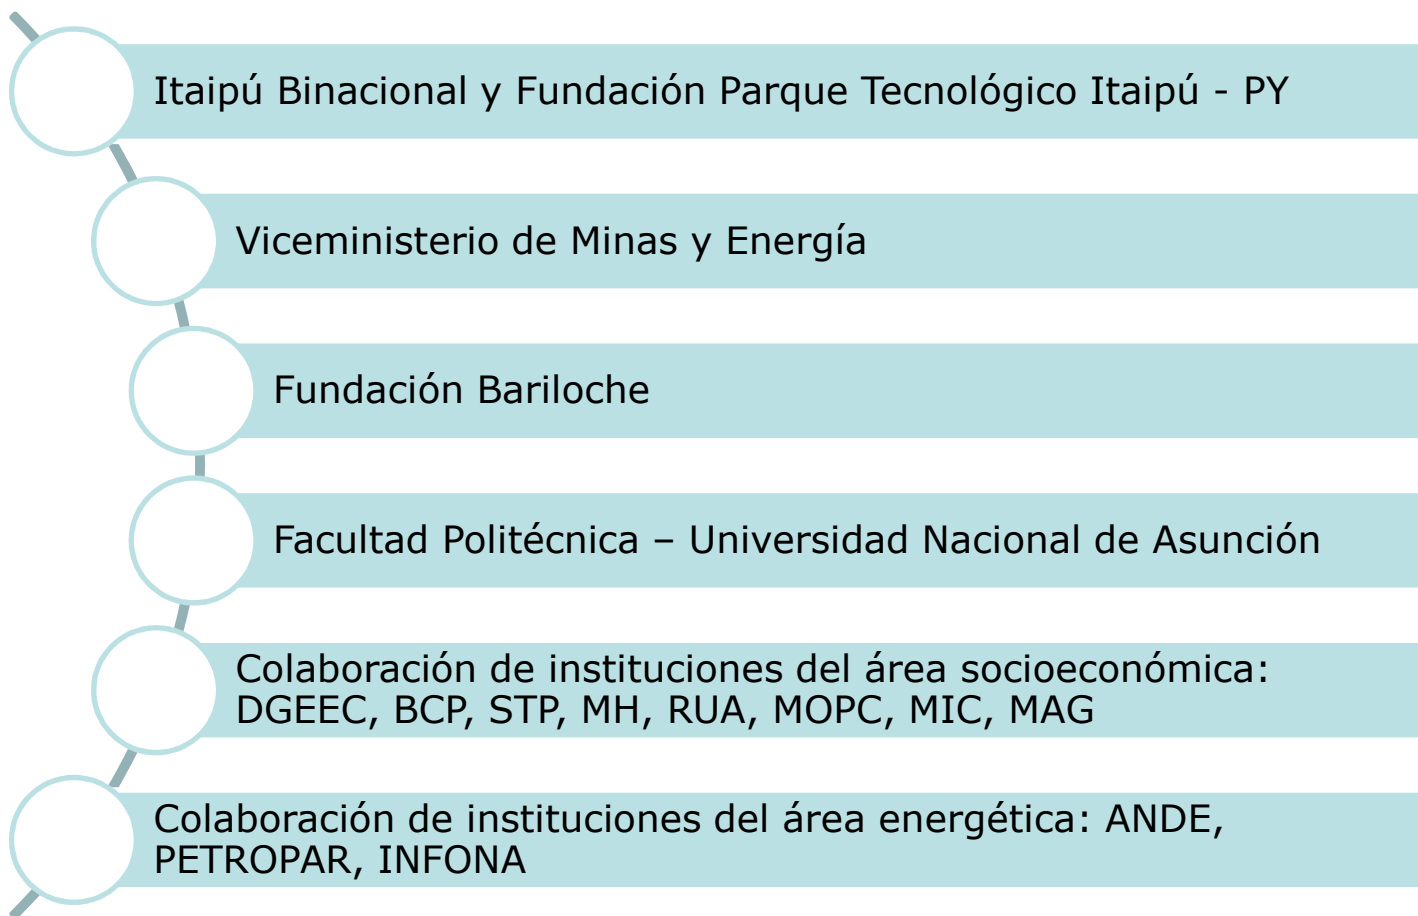 Itaipú Binacional y Fundación Parque Tecnológico Itaipú - PY
Viceministerio de Minas y Energía
Fundación Bariloche
Facultad Politécnica – Universidad Nacional de Asunción
Colaboración de instituciones del área socioeconómica:
DGEEC, BCP, STP, MH, RUA, MOPC, MIC, MAG
Colaboración de instituciones del área energética: ANDE,
PETROPAR, INFONA